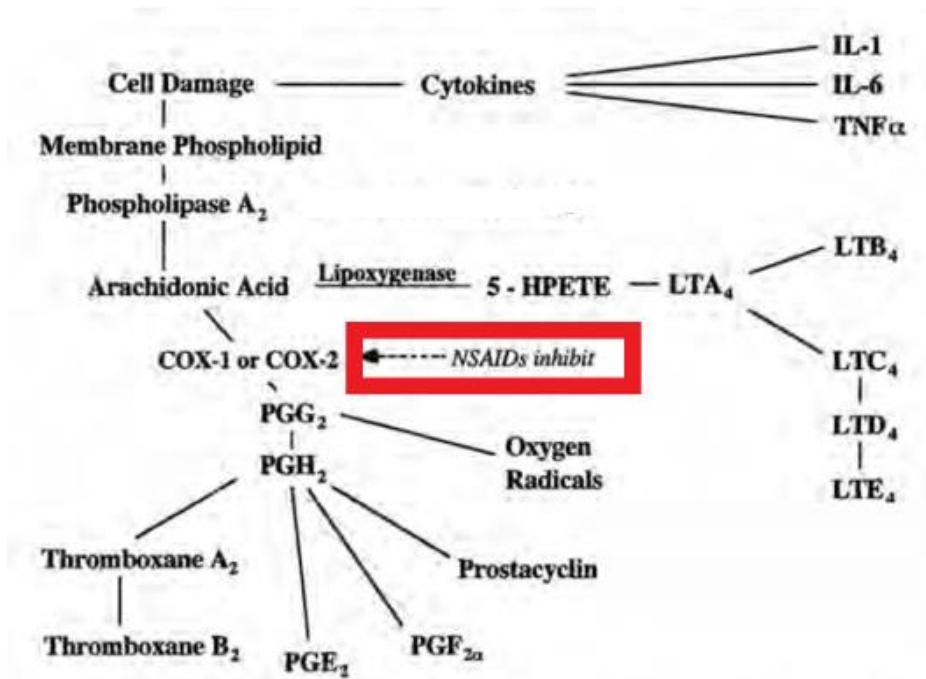 IL-1
Cell Damage
Cytokines
IL-6
TNFα
Membrane Phospholipid
Phospholipase A₂
LTB₄
Arachidonic Acid
Lipoxygenase
5 - HPETE
LTA₄
COX-1 or COX-2
NSAIDs inhibit
LTC₄
PGG₂
LTD₄
Oxygen
Radicals
PGH₂
LTE₄
Thromboxane A₂
Prostacyclin
Thromboxane B₂
PGE₂
PGF₂α